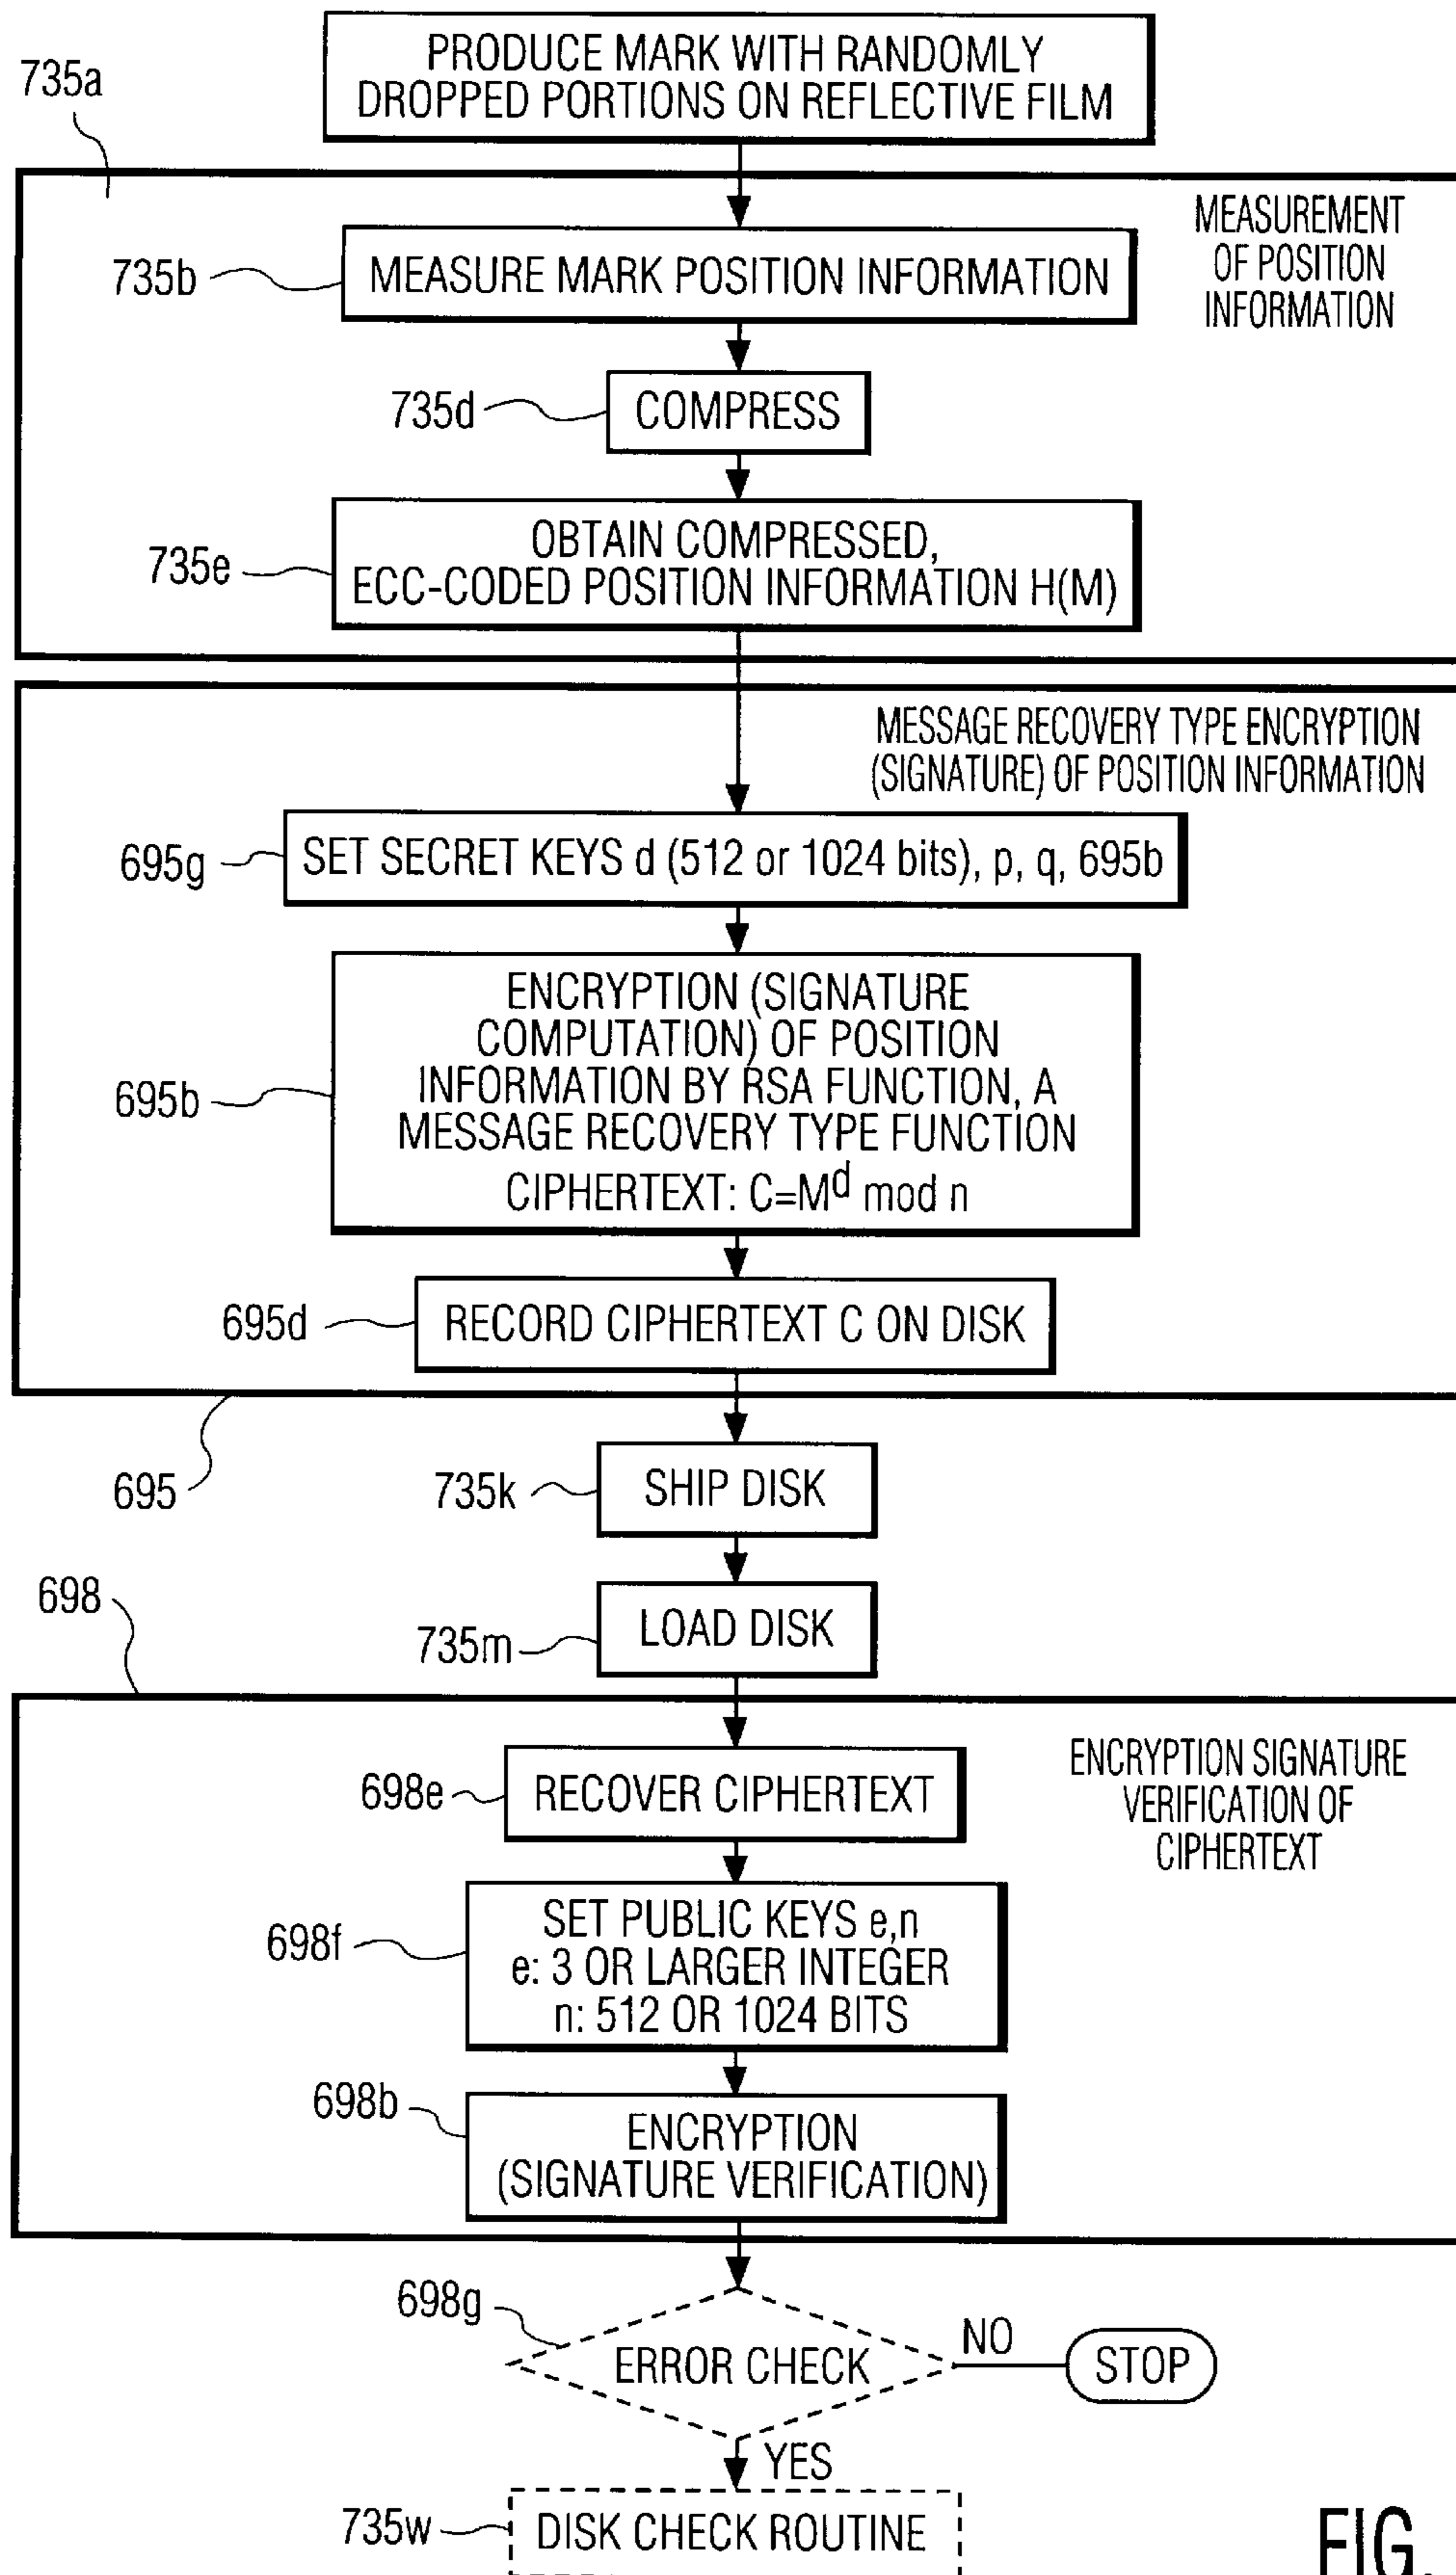 PRODUCE MARK WITH RANDOMLY
DROPPED PORTIONS ON REFLECTIVE FILM
735a
MEASUREMENT
OF POSITION
INFORMATION
735b
MEASURE MARK POSITION INFORMATION
735d
COMPRESS
735e
OBTAIN COMPRESSED,
ECC-CODED POSITION INFORMATION H(M)
MESSAGE RECOVERY TYPE ENCRYPTION
(SIGNATURE) OF POSITION INFORMATION
695g
SET SECRET KEYS d (512 or 1024 bits), p, q, 695b
695b
ENCRYPTION (SIGNATURE
COMPUTATION) OF POSITION
INFORMATION BY RSA FUNCTION, A
MESSAGE RECOVERY TYPE FUNCTION
CIPHERTEXT: C=M^d mod n
695d
RECORD CIPHERTEXT C ON DISK
695
735k
SHIP DISK
698
735m
LOAD DISK
ENCRYPTION SIGNATURE
VERIFICATION OF
CIPHERTEXT
698e
RECOVER CIPHERTEXT
698f
SET PUBLIC KEYS e,n
e: 3 OR LARGER INTEGER
n: 512 OR 1024 BITS
698b
ENCRYPTION
(SIGNATURE VERIFICATION)
698g
ERROR CHECK
NO
STOP
YES
735w
DISK CHECK ROUTINE
FIG.